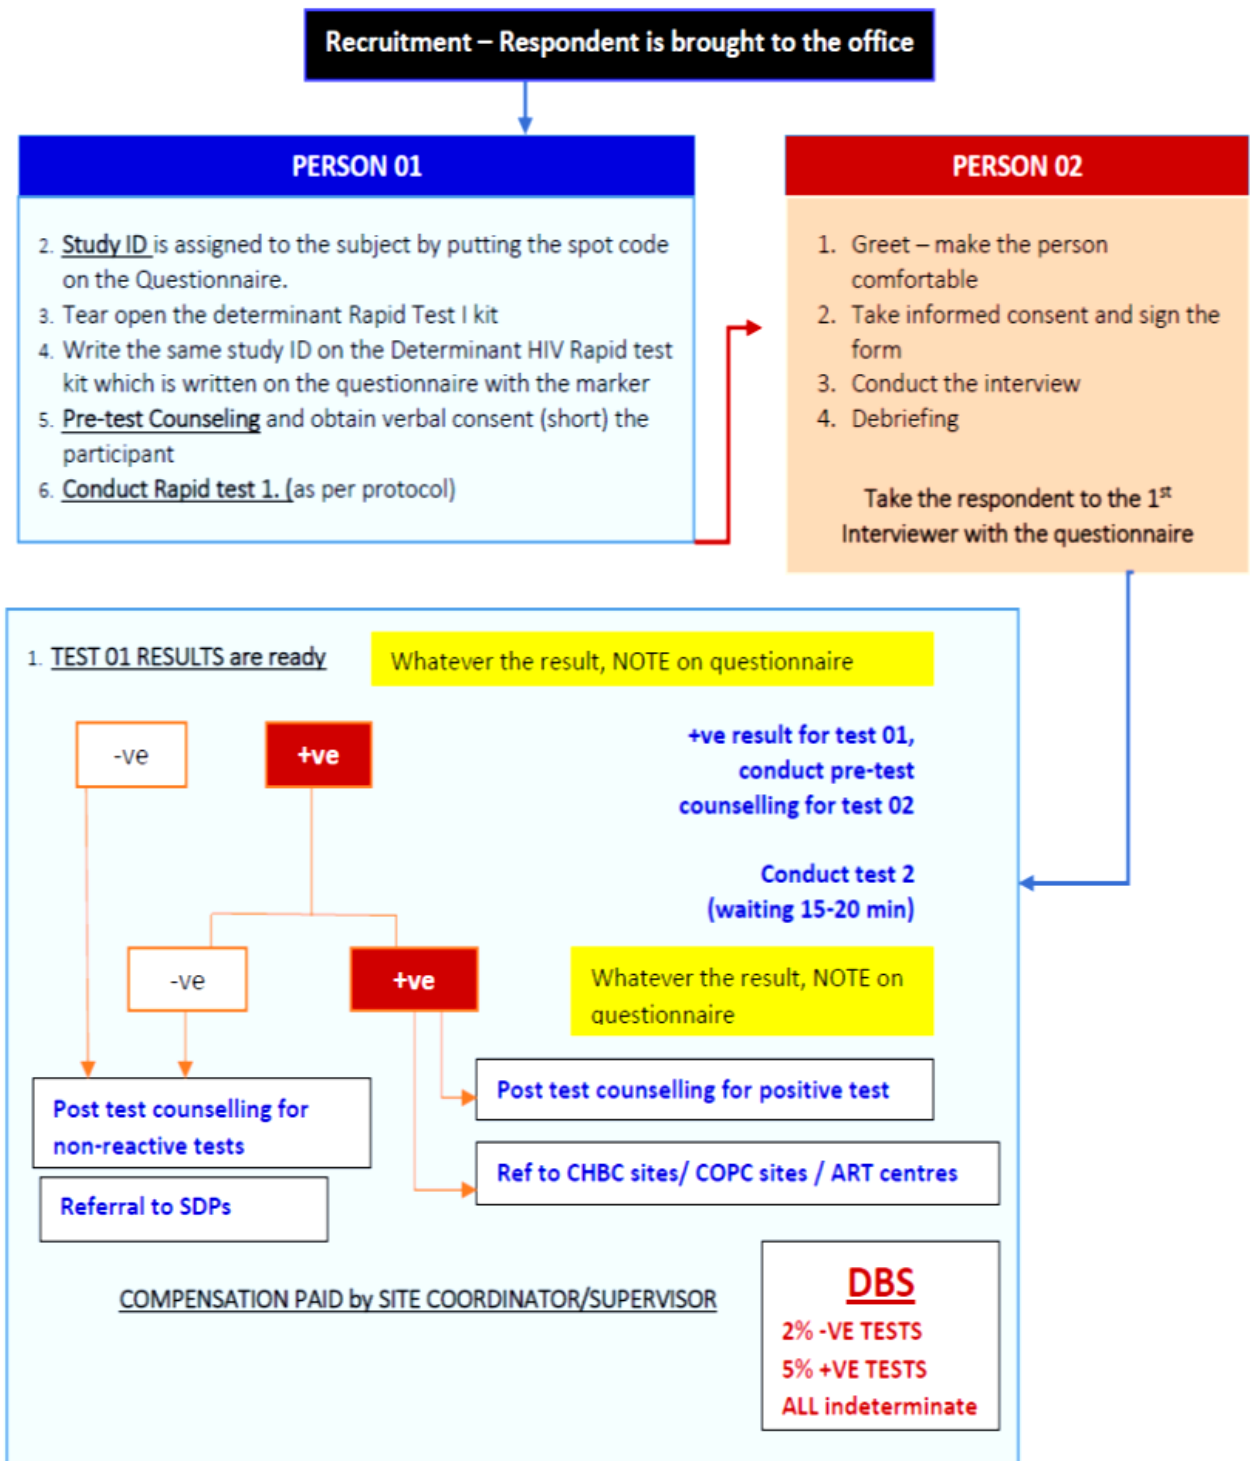 Recruitment – Respondent is brought to the office
PERSON 01
2. Study ID is assigned to the subject by putting the spot code
on the Questionnaire.
3. Tear open the determinant Rapid Test I kit
4. Write the same study ID on the Determinant HIV Rapid test
kit which is written on the questionnaire with the marker
5. Pre-test Counseling and obtain verbal consent (short) the
participant
6. Conduct Rapid test 1. (as per protocol)
PERSON 02
1. Greet – make the person
comfortable
2. Take informed consent and sign the
form
3. Conduct the interview
4. Debriefing
Take the respondent to the 1st
Interviewer with the questionnaire
1. TEST 01 RESULTS are ready
Whatever the result, NOTE on questionnaire
-ve
+ve
+ve result for test 01,
conduct pre-test
counselling for test 02
Conduct test 2
(waiting 15-20 min)
-ve
+ve
Whatever the result, NOTE on
questionnaire
Post test counselling for
non-reactive tests
Referral to SDPs
Post test counselling for positive test
Ref to CHBC sites/ COPC sites / ART centres
COMPENSATION PAID by SITE COORDINATOR/SUPERVISOR
DBS
2% -VE TESTS
5% +VE TESTS
ALL indeterminate